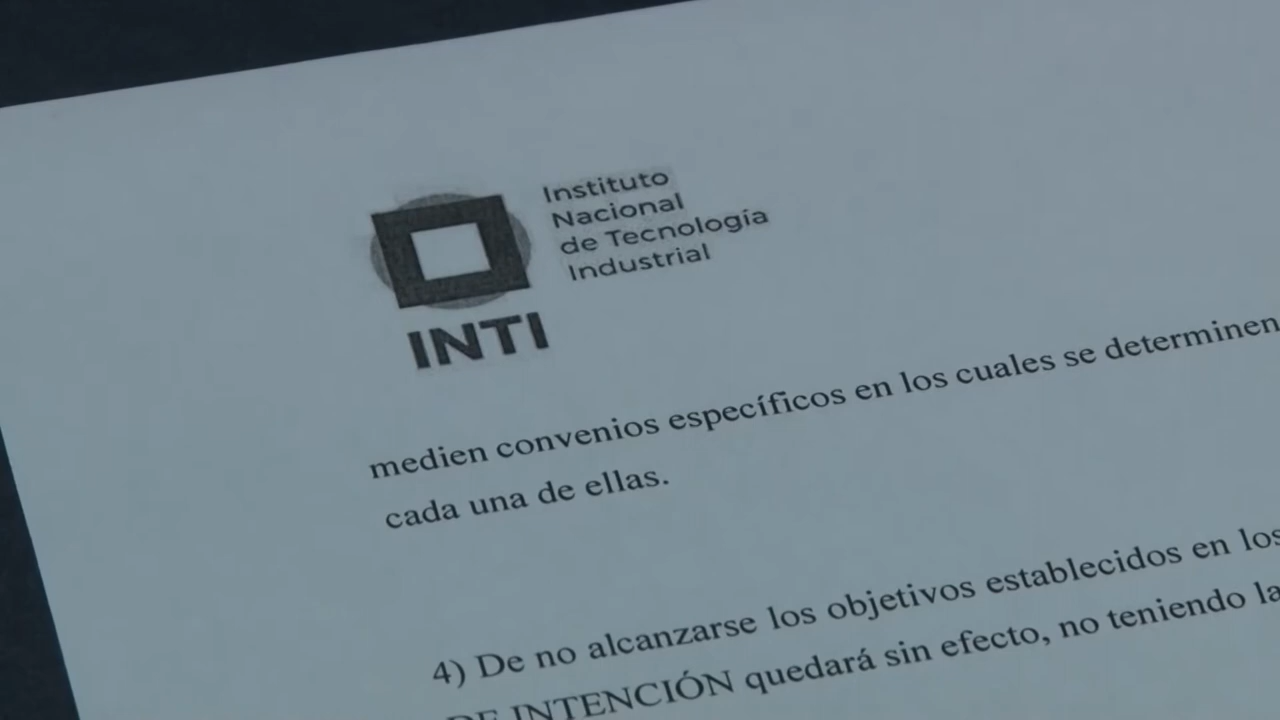 Instituto
Nacional
de Tecnología
Industrial
INTI
medien convenios específicos en los cuales se determinen
cada una de ellas.
4) De no alcanzarse los objetivos establecidos en los
DE INTENCIÓN quedará sin efecto, no teniendo la